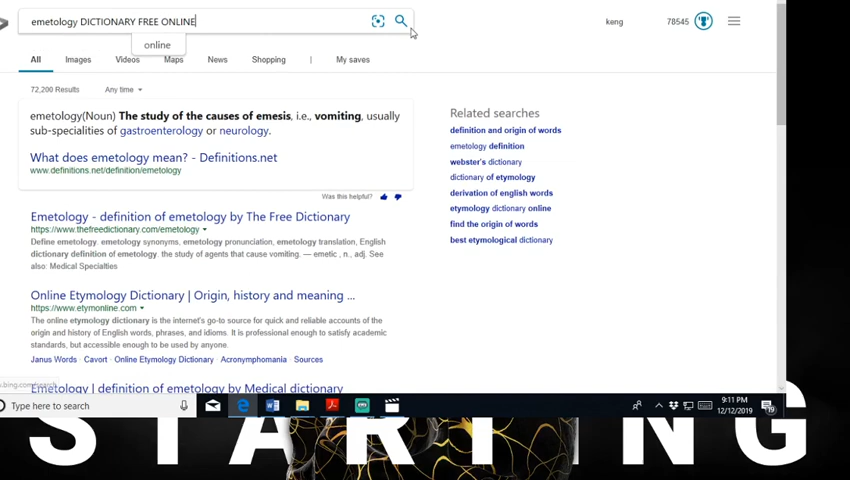 emetology DICTIONARY FREE ONLINE
keng
78545
online
All
Images
Videos
Maps
News
Shopping
|
My saves
72,200 Results
Any time
emetology(Noun) The study of the causes of emesis, i.e., vomiting, usually
sub-specialities of gastroenterology or neurology.
What does emetology mean? - Definitions.net
www.definitions.net/definition/emetology
Was this helpful?
Emetology - definition of emetology by The Free Dictionary
https://www.thefreedictionary.com/emetology
Define emetology. emetology synonyms, emetology pronunciation, emetology translation, English
dictionary definition of emetology. the study of agents that cause vomiting. — emetic , n., adj. See
also: Medical Specialties
Online Etymology Dictionary | Origin, history and meaning ...
https://www.etymonline.com
The online etymology dictionary is the internet's go-to source for quick and reliable accounts of the
origin and history of English words, phrases, and idioms. It is professional enough to satisfy academic
standards, but accessible enough to be used by anyone.
Janus Words · Cavort · Online Etymology Dictionary · Acronymphomania · Sources
Emetology | definition of emetology by Medical dictionary
Related searches
definition and origin of words
emetology definition
webster's dictionary
dictionary of etymology
derivation of english words
etymology dictionary online
find the origin of words
best etymological dictionary
.bing.com/search
Type here to search
9:11 PM
12/12/2019
19
STARTING